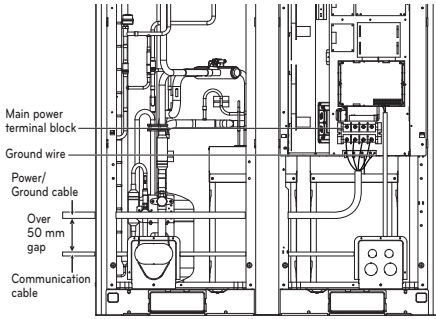 Main power
terminal block
Ground wire
Power/
Ground cable
Over
50 mm
gap
Communication
cable